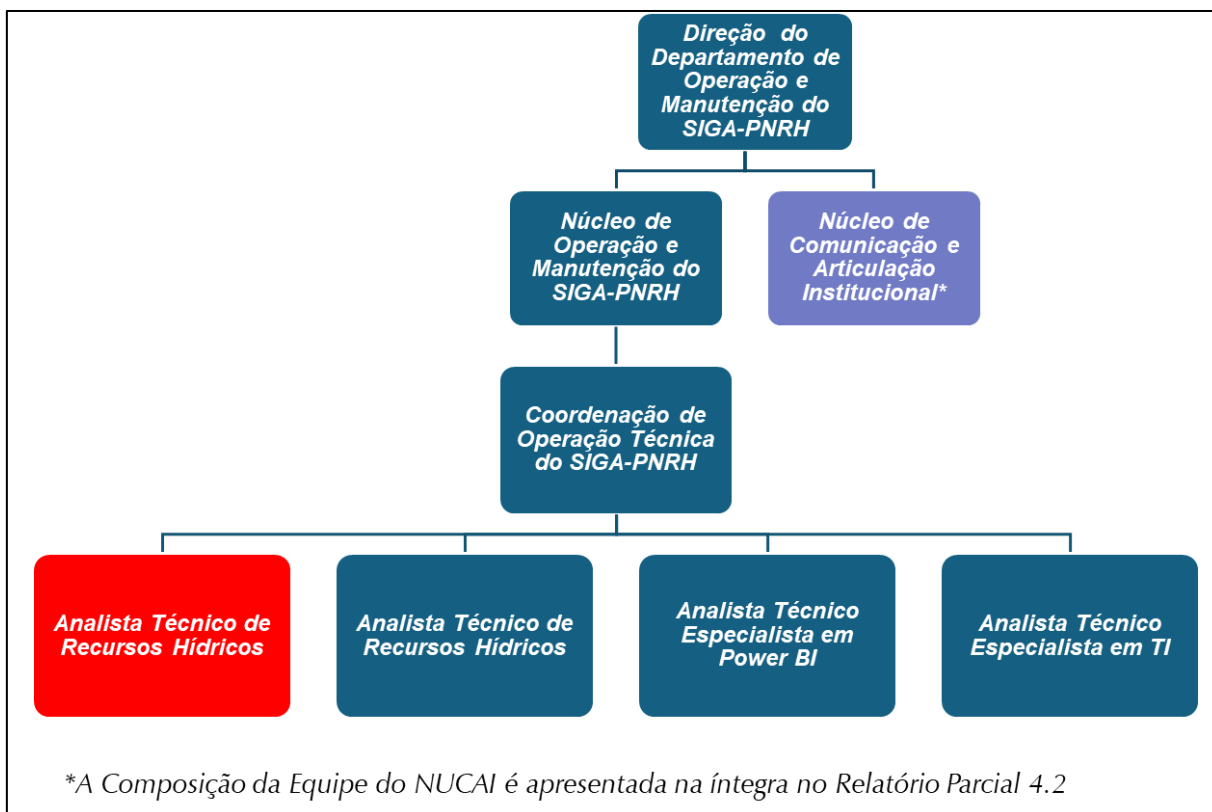 Direção do
Departamento de
Operação e
Manutenção do
SIGA-PNRH
Núcleo de
Operação e
Manutenção do
SIGA-PNRH
Núcleo de
Comunicação e
Articulação
Institucional*
Coordenação de
Operação Técnica
do SIGA-PNRH
Analista Técnico de
Recursos Hídricos
Analista Técnico de
Recursos Hídricos
Analista Técnico
Especialista em
Power BI
Analista Técnico
Especialista em TI
*A Composição da Equipe do NUCAI é apresentada na íntegra no Relatório Parcial 4.2